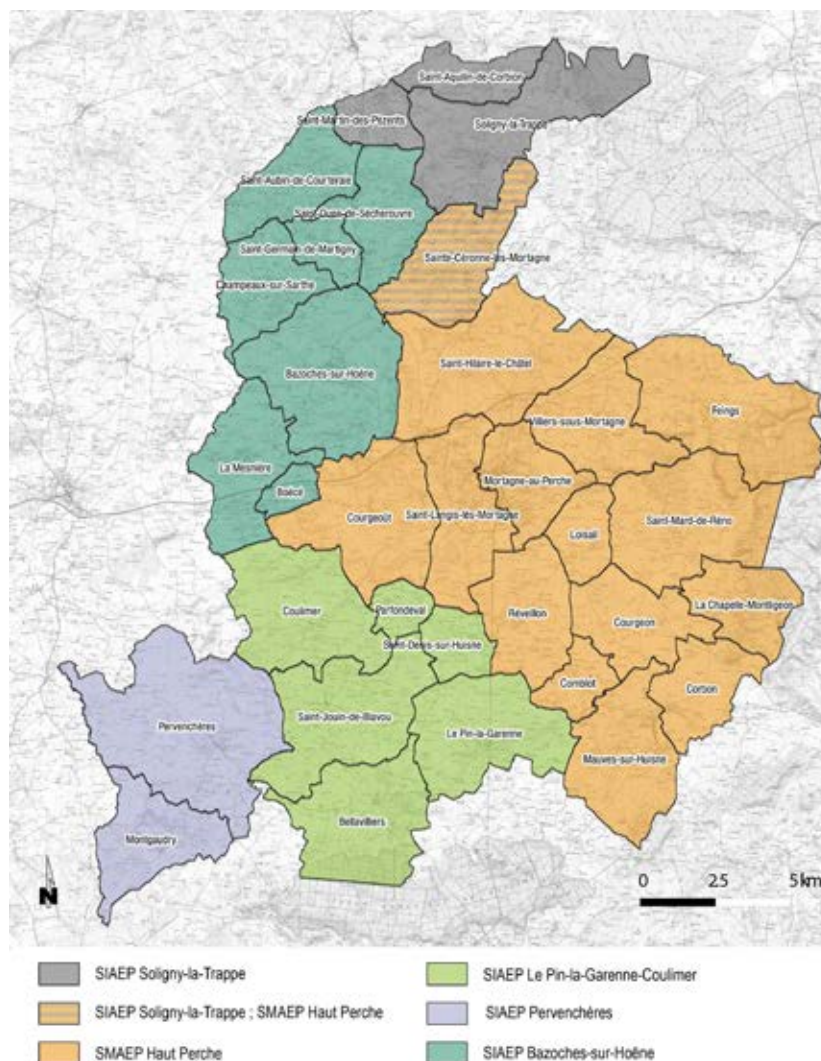 Saint-Aquilin-de-Corbion
Saint-Martin-des-Pézerits
Soligny-la-Trappe
Saint-Aubin-de-Courteraie
Saint-Ouen-de-Sécherouvre
Saint-Germain-de-Martigny
Sainte-Céronne-lès-Mortagne
Champeaux-sur-Sarthe
Bazoches-sur-Hoëne
Saint-Hilaire-le-Châtel
Villiers-sous-Mortagne
Feings
La Mesnière
Mortagne-au-Perche
Boëcé
Courgeoût
Saint-Langis-lès-Mortagne
Saint-Mard-de-Réno
Loisail
Coulimer
Parfondeval
Réveillon
Courgeon
La Chapelle-Montligeon
Saint-Denis-sur-Huisne
Comblot
Corbon
Pervenchères
Saint-Jouin-de-Blavou
Le Pin-la-Garenne
Mauves-sur-Huisne
Bellavilliers
Montgaudry
N
0 25 5km
SIAEP Soligny-la-Trappe
SIAEP Soligny-la-Trappe ; SMAEP Haut Perche
SMAEP Haut Perche
SIAEP Le Pin-la-Garenne-Coulimer
SIAEP Pervenchères
SIAEP Bazoches-sur-Hoëne